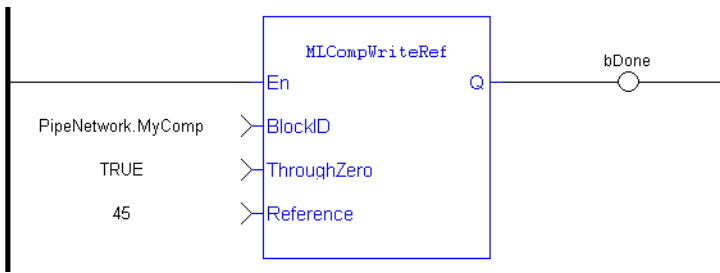 MLCompWriteRef
bDone
En
Q
PipeNetwork.MyComp
BlockID
TRUE
ThroughZero
45
Reference